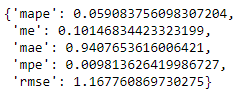 {'mape': 0.059083756098307204,
'me': 0.10146834423323199,
'mae': 0.9407653616006421,
'mpe': 0.009813626419986727,
'rmse': 1.167760869730275}